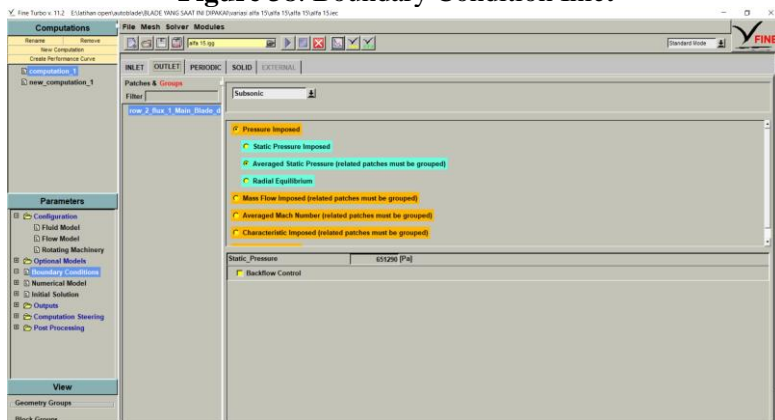 Figure 38. Boundary Condition Inlet
Fine Turbo v. 11.2
Computations
Rename Remove
New Computation
Create Performance Curve
computation_1
new_computation_1
File Mesh Solver Modules
alfa 15.igg
Standard Mode
FINE
INLET OUTLET PERIODIC SOLID EXTERNAL
Patches & Groups
Filter
row_2_flux_1_Main_Blade_d
Subsonic
Pressure Imposed
Static Pressure Imposed
Averaged Static Pressure (related patches must be grouped)
Radial Equilibrium
Mass Flow Imposed (related patches must be grouped)
Averaged Mach Number (related patches must be grouped)
Characteristic Imposed (related patches must be grouped)
Static_Pressure 651290 [Pa]
Backflow Control
Parameters
Configuration
Fluid Model
Flow Model
Rotating Machinery
Optional Models
Boundary Conditions
Numerical Model
Initial Solution
Outputs
Computation Steering
Post Processing
View
Geometry Groups
Block Groups